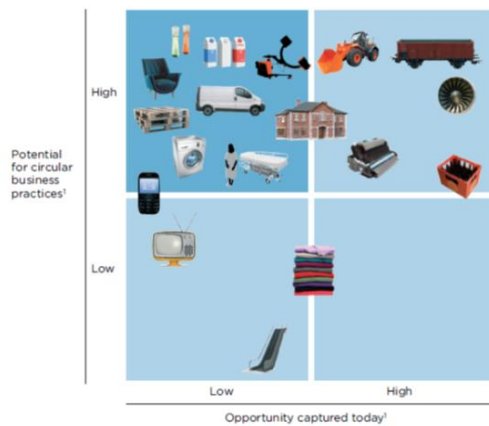 High
Potential
for circular
business
practices¹
Low
Low
High
Opportunity captured today¹